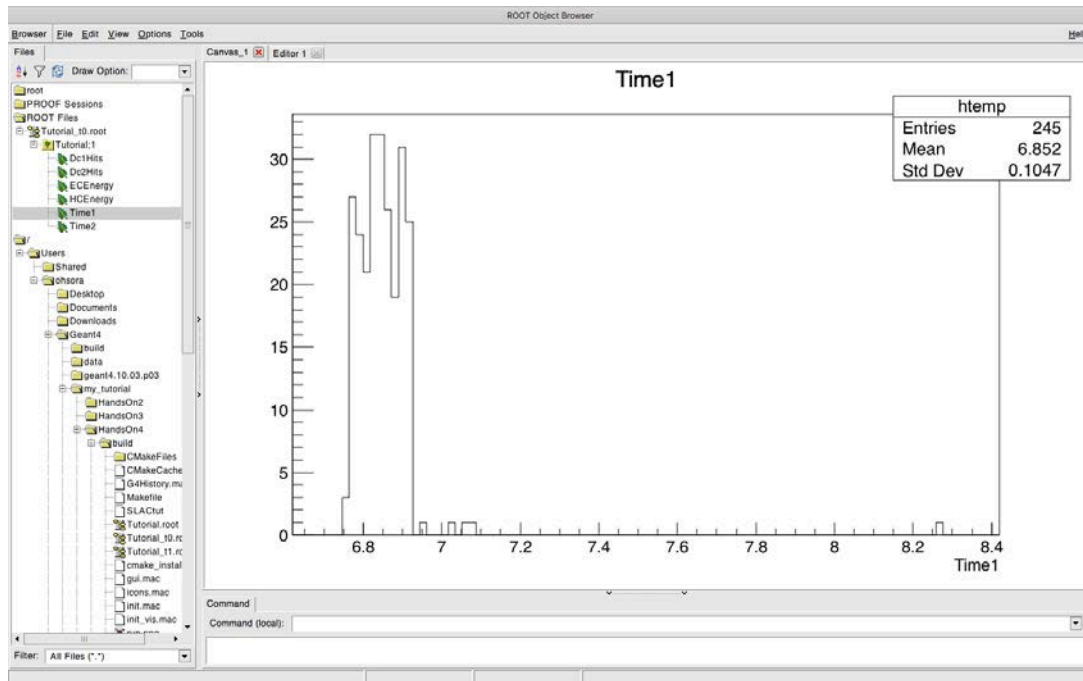 ROOT Object Browser
Browser File Edit View Options Tools
Files
Draw Option:
root
PROOF Sessions
ROOT Files
Tutorial_t0.root
Tutorial;1
Dc1Hits
Dc2Hits
ECEnergy
HCEnergy
Time1
Time2
/
Users
Shared
ohsora
Desktop
Documents
Downloads
Geant4
build
data
geant4.10.03.p03
my_tutorial
HandsOn2
HandsOn3
HandsOn4
build
CMakeFiles
CMakeCache
G4History.ma
Makefile
SLACtut
Tutorial.root
Tutorial_t0.rc
Tutorial_t1.rc
cmake_instal
gui.mac
icons.mac
init.mac
init_vis.mac
Filter: All Files (*.*)
Canvas_1 Editor 1
Time1
htemp
Entries 245
Mean 6.852
Std Dev 0.1047
30
25
20
15
10
5
0
6.8 7 7.2 7.4 7.6 7.8 8 8.2 8.4
Time1
Command
Command (local):